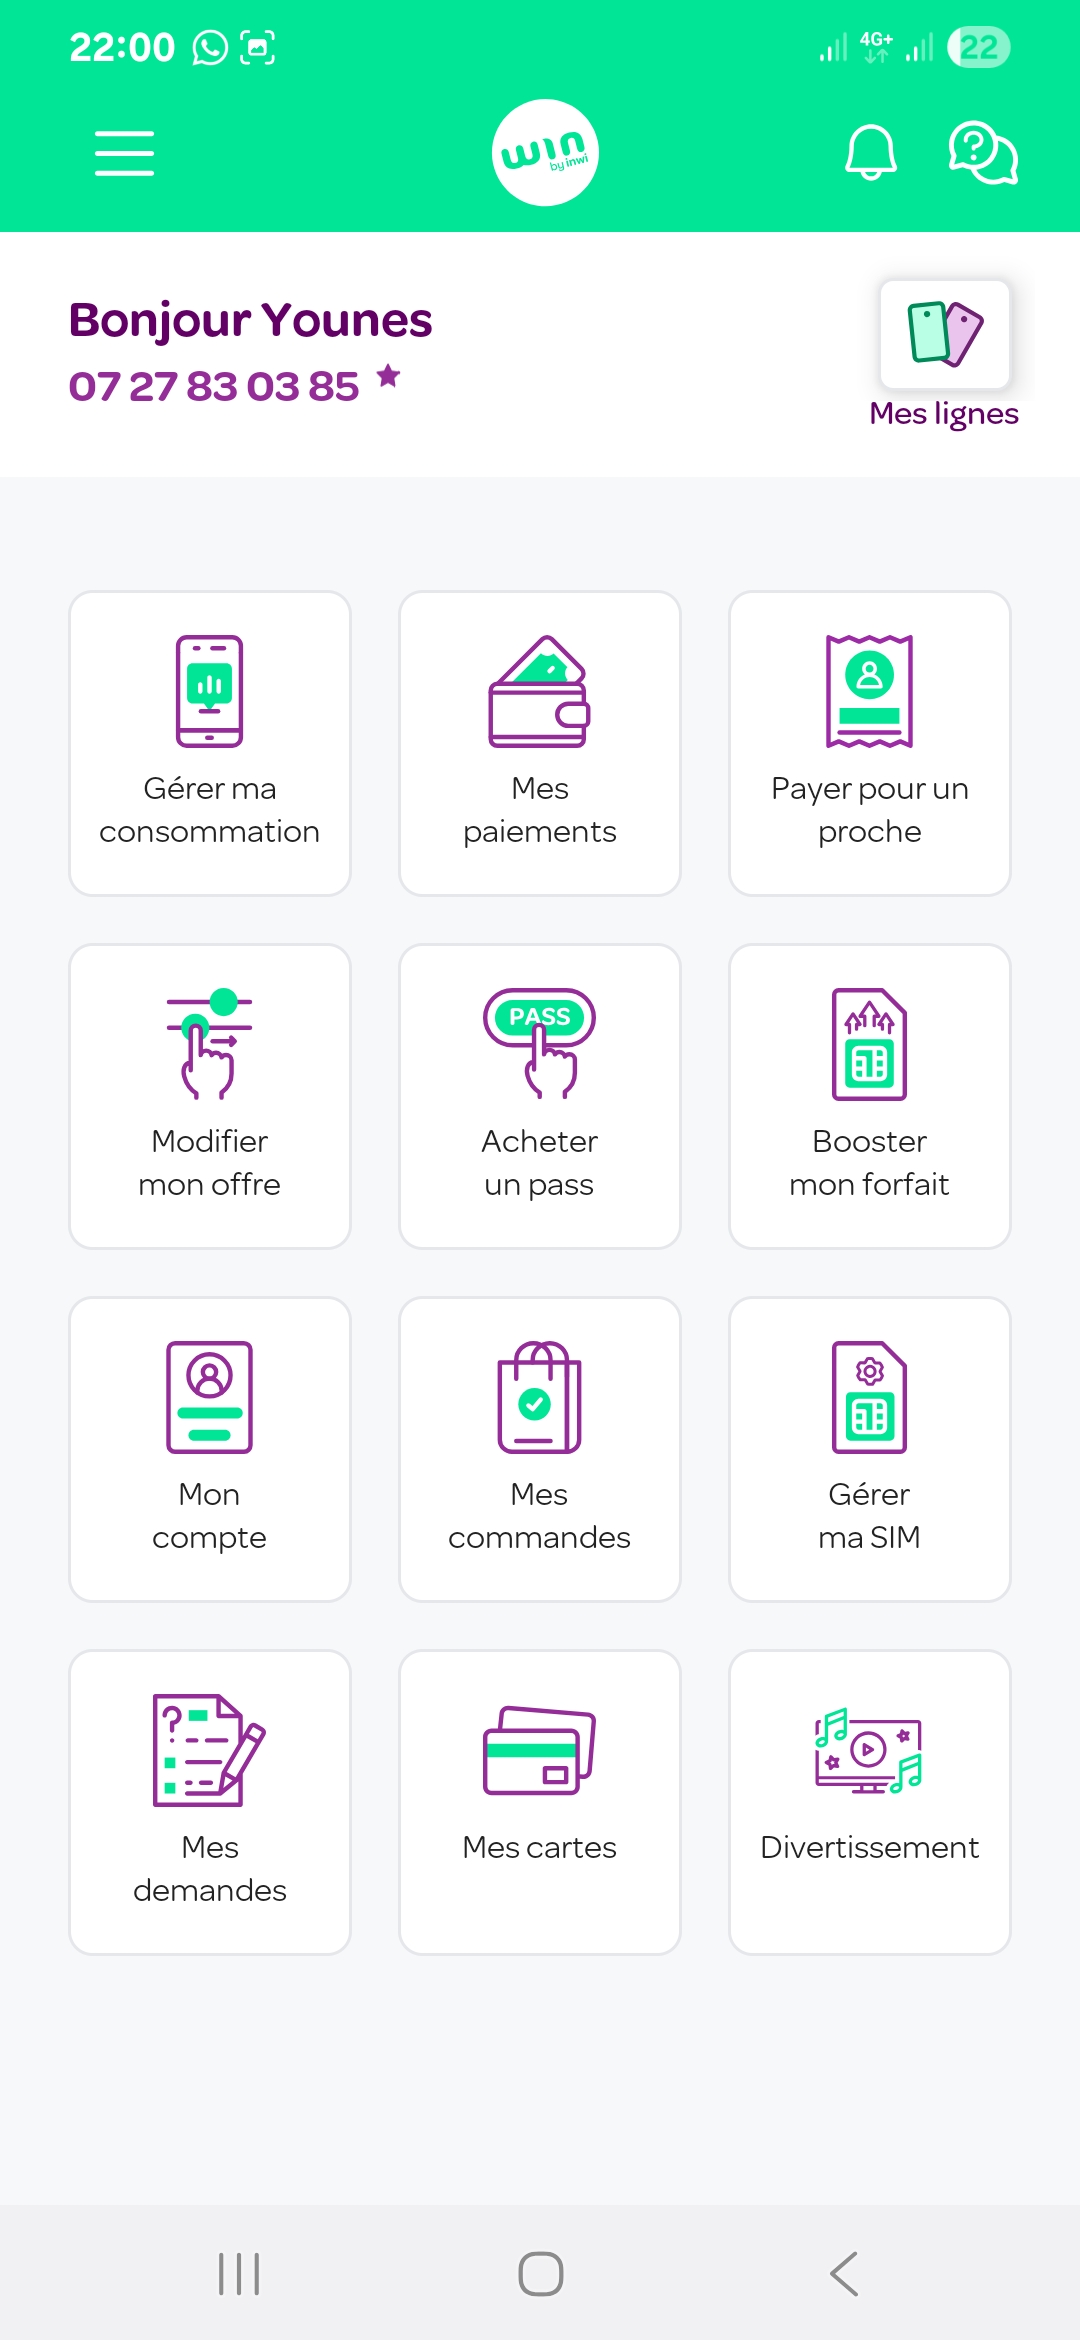 22:00
4G+
22
win
by inwi
Bonjour Younes
07 27 83 03 85
Mes lignes
Gérer ma
consommation
Mes
paiements
Payer pour un
proche
Modifier
mon offre
PASS
Acheter
un pass
Booster
mon forfait
Mon
compte
Mes
commandes
Gérer
ma SIM
Mes
demandes
Mes cartes
Divertissement